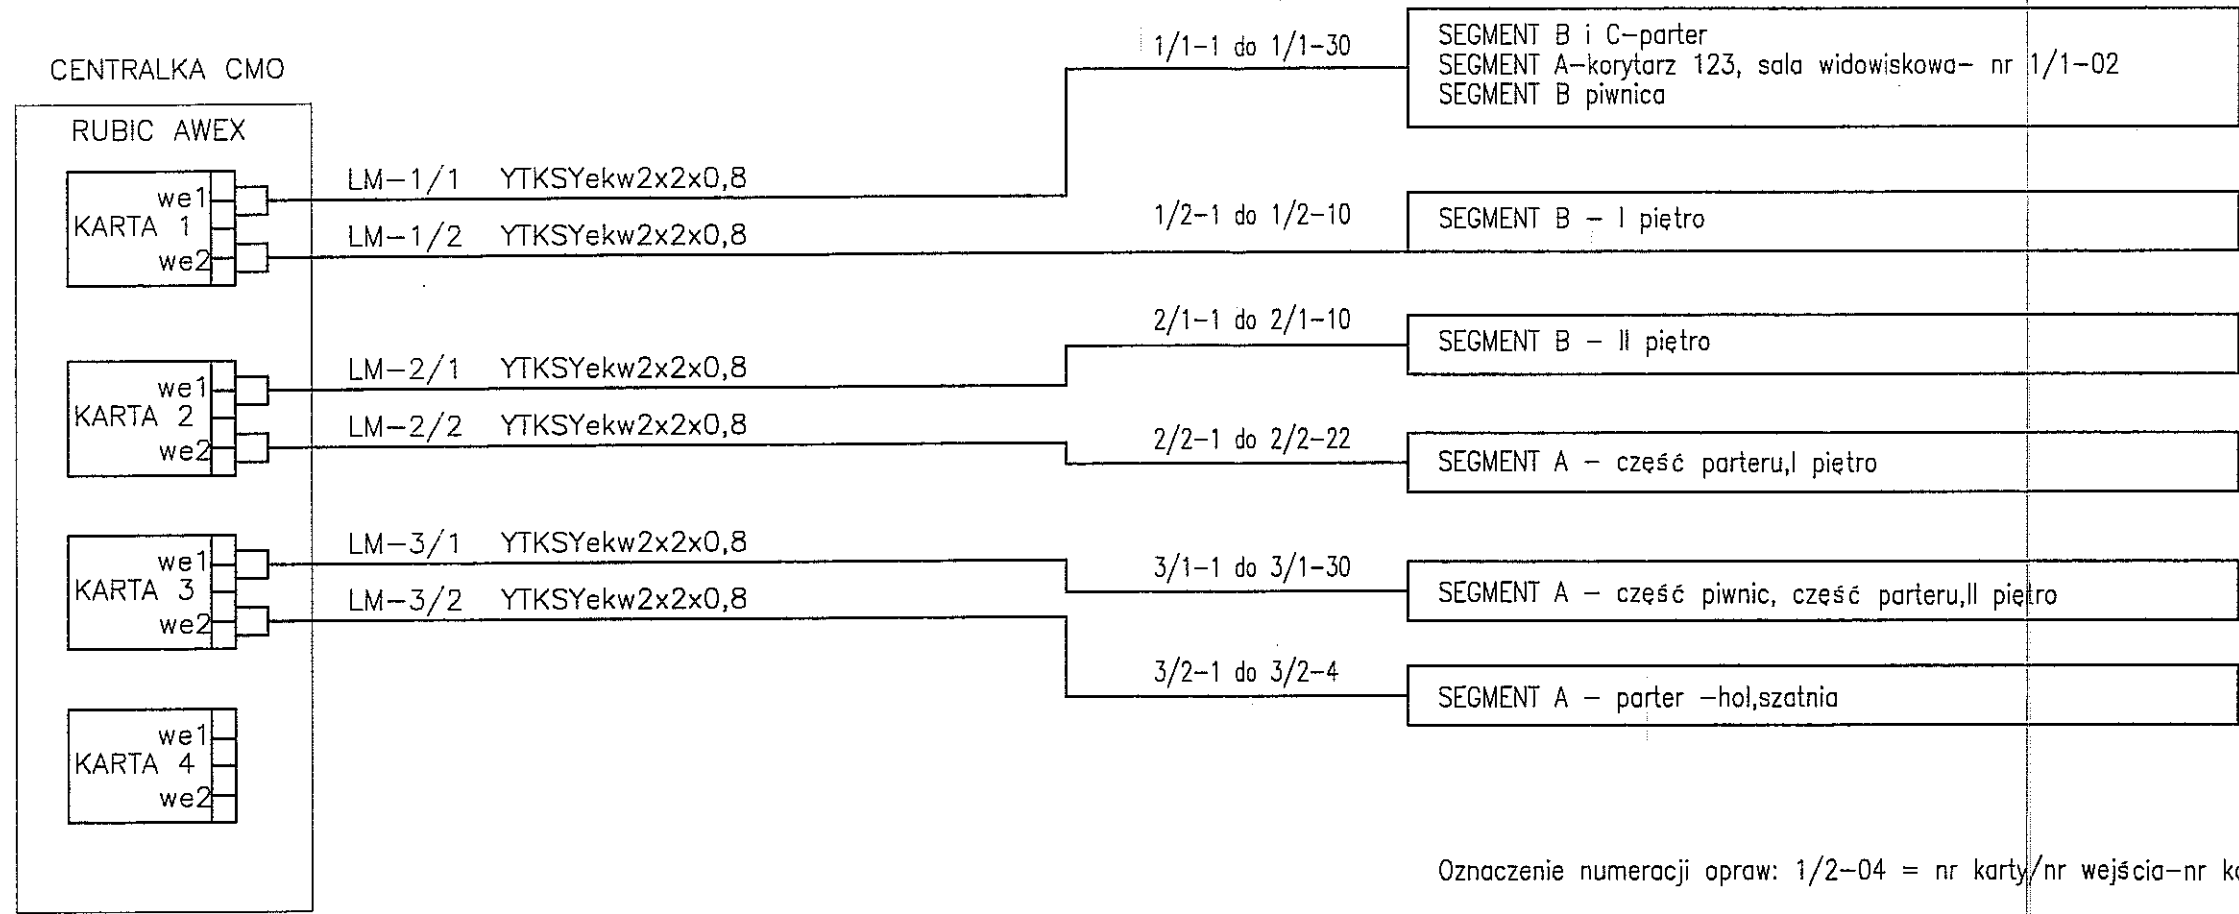 CENTRALKA CMO
RUBIC AWEX
we1
KARTA 1
we2
LM-1/1 YTKSYekw2x2x0,8
LM-1/2 YTKSYekw2x2x0,8
1/1-1 do 1/1-30
SEGMENT B i C-parter
SEGMENT A-korytarz 123, sala widowiskowa- nr 1/1-02
SEGMENT B piwnica
1/2-1 do 1/2-10
SEGMENT B - I piętro
we1
KARTA 2
we2
LM-2/1 YTKSYekw2x2x0,8
LM-2/2 YTKSYekw2x2x0,8
2/1-1 do 2/1-10
SEGMENT B - II piętro
2/2-1 do 2/2-22
SEGMENT A - część parteru,I piętro
we1
KARTA 3
we2
LM-3/1 YTKSYekw2x2x0,8
LM-3/2 YTKSYekw2x2x0,8
3/1-1 do 3/1-30
SEGMENT A - część piwnic, część parteru,II piętro
3/2-1 do 3/2-4
SEGMENT A - parter -hol,szatnia
we1
KARTA 4
we2
Oznaczenie numeracji opraw: 1/2-04 = nr karty/nr wejścia-nr